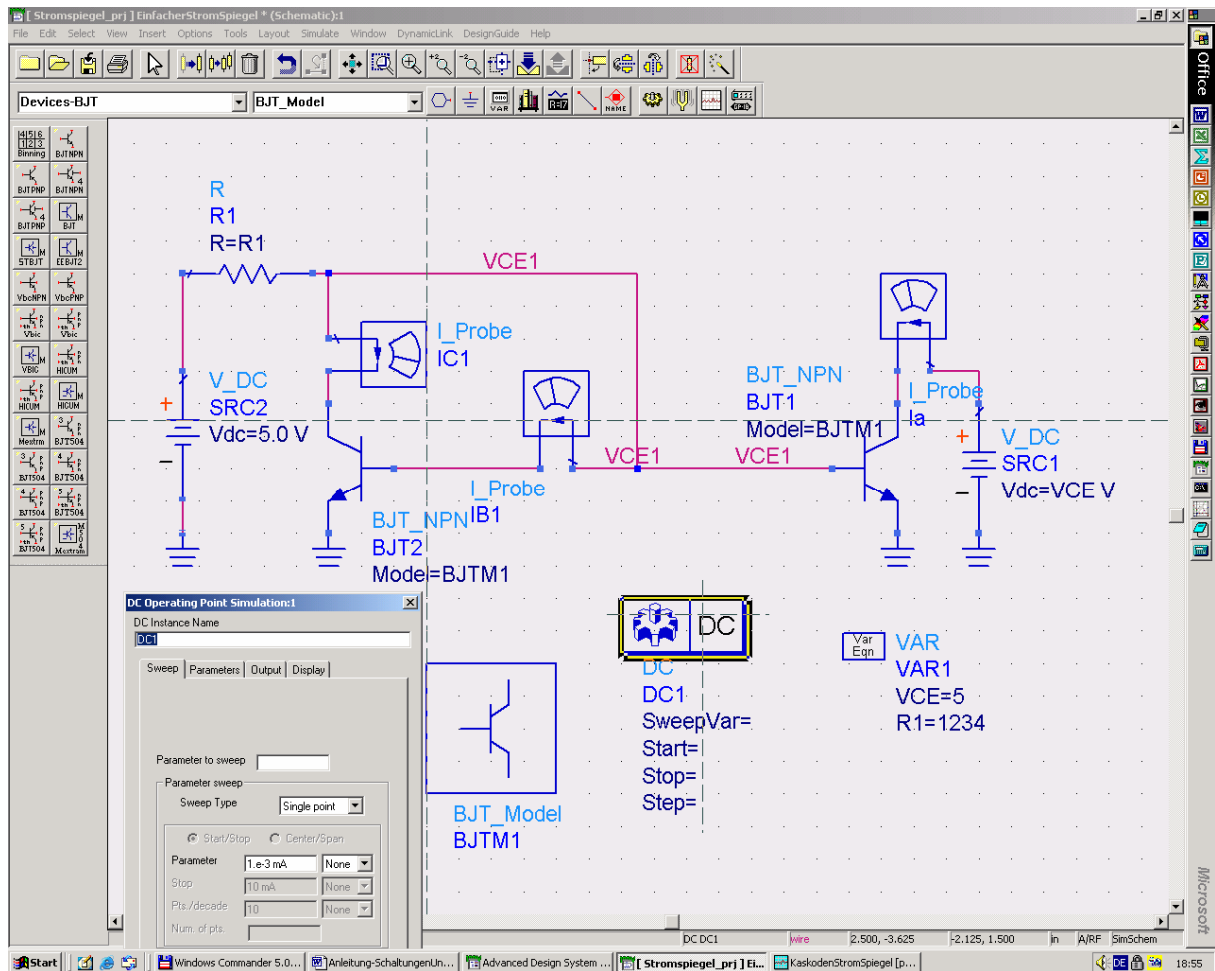 [ Stromspiegel_prj ] EinfacherStromSpiegel * (Schematic):1
File Edit Select View Insert Options Tools Layout Simulate Window DynamicLink DesignGuide Help
Office
Devices-BJT
BJT_Model
VAR
R=17
NAME
Binning
BJTNPN
BJTPNP
BJTNPN
BJTPNP
BJT
STBJT
EEBJT2
VbcNPN
VbcPNP
Vbic
Vbic
VBIC
HICUM
HICUM
HICUM
Mextrm
BJT504
BJT504
BJT504
BJT504
BJT504
BJT504
Mextram
R
R1
R=R1
VCE1
I_Probe
IC1
V_DC
SRC2
Vdc=5.0 V
+
–
VCE1
VCE1
BJT_NPN
BJT1
Model=BJTM1
I_Probe
Ia
+
–
V_DC
SRC1
Vdc=VCE V
I_Probe
IB1
BJT_NPN
BJT2
Model=BJTM1
DC Operating Point Simulation:1
DC Instance Name
DC1
Sweep Parameters Output Display
Parameter to sweep
Parameter sweep
Sweep Type Single point
Start/Stop Center/Span
Parameter 1.e-3 mA None
Stop 10 mA None
Pts./decade 10 None
Num. of pts.
BJT_Model
BJTM1
DC
DC
DC1
SweepVar=
Start=
Stop=
Step=
Var
Eqn
VAR
VAR1
VCE=5
R1=1234
Microsoft
DC DC1 wire 2.500, -3.625 -2.125, 1.500 in A/RF SimSchem
Start Windows Commander 5.0... Anleitung-SchaltungenUn... Advanced Design System ... [ Stromspiegel_prj ] Ei... KaskodenStromSpiegel [p... DE 18:55